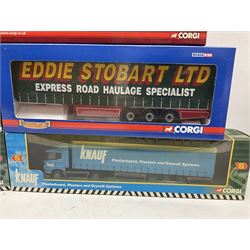 CORGI
EDDIE STOBART LTD
EXPRESS ROAD HAULAGE SPECIALIST
CORGI
KNAUF
Plasterboard, Plasters and Drywall Systems
KNAUF
Plasterboard, Plasters and Drywall Systems
CORGI